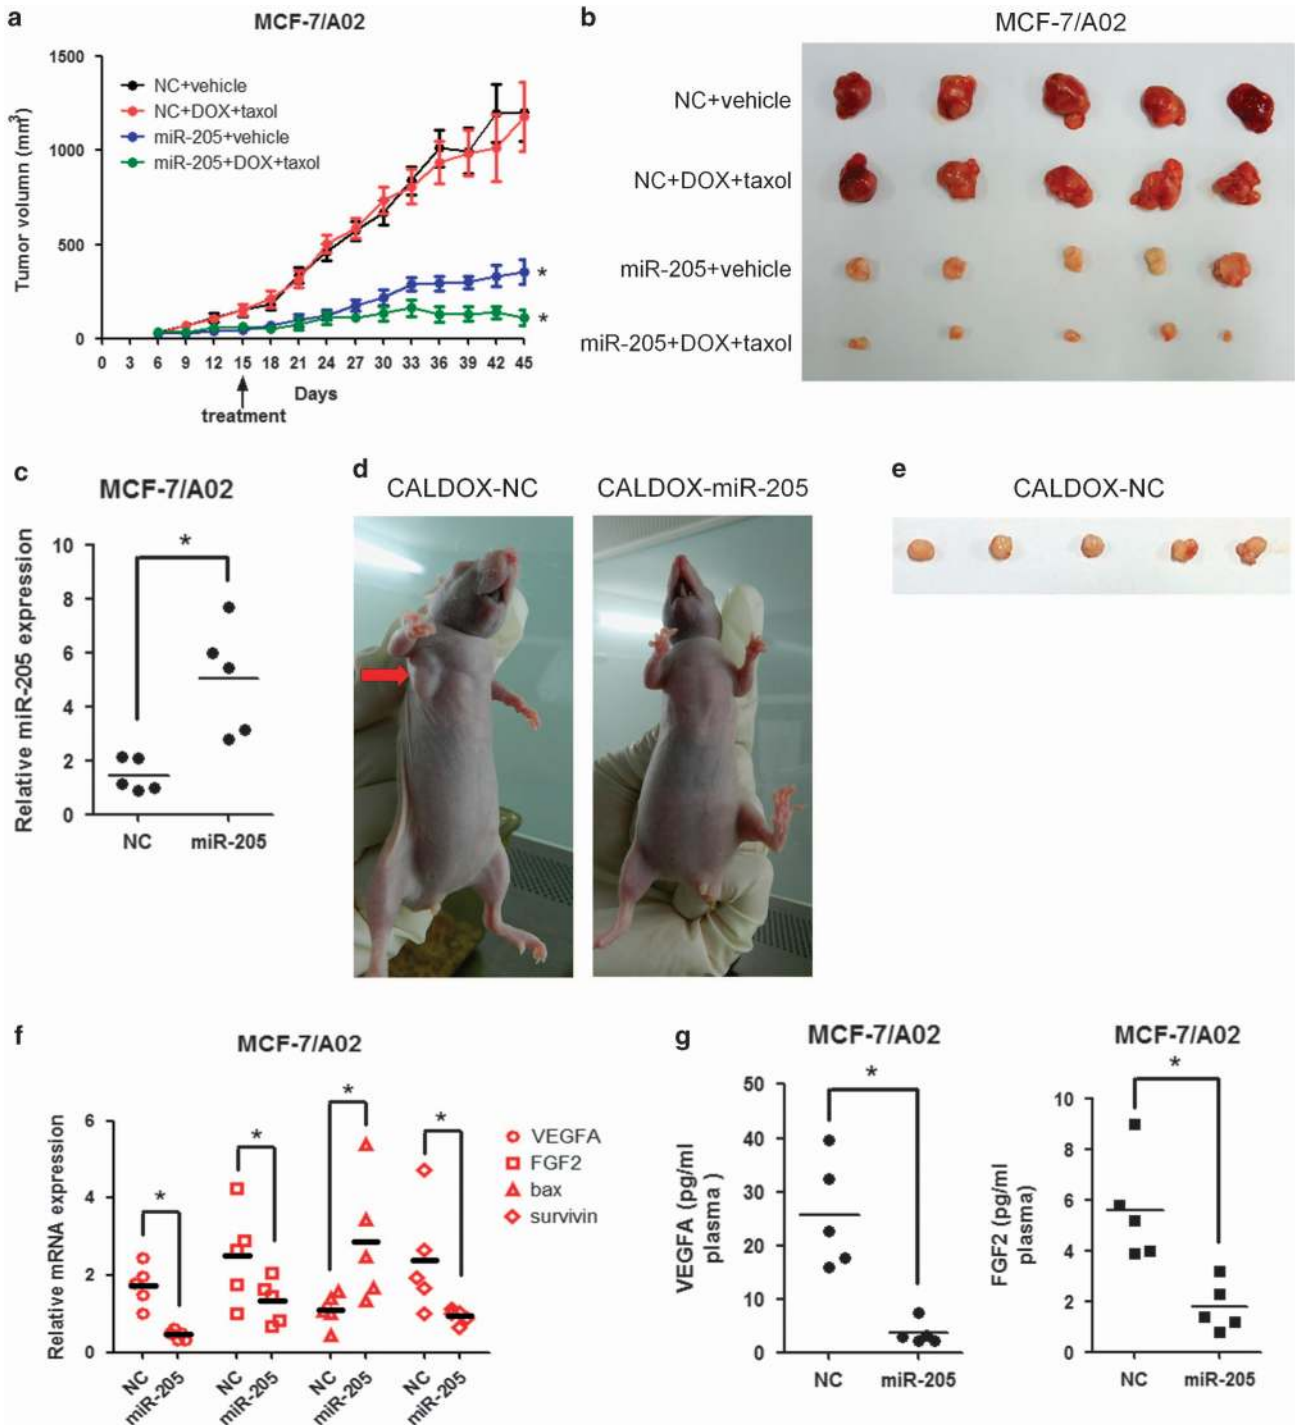 a
MCF-7/A02
1500
1000
500
0
Tumor volumn (mm³)
NC+vehicle
NC+DOX+taxol
miR-205+vehicle
miR-205+DOX+taxol
*
*
0 3 6 9 12 15 18 21 24 27 30 33 36 39 42 45
Days
treatment
b
MCF-7/A02
NC+vehicle
NC+DOX+taxol
miR-205+vehicle
miR-205+DOX+taxol
c
MCF-7/A02
*
10
8
6
4
2
0
Relative miR-205 expression
NC miR-205
d
CALDOX-NC CALDOX-miR-205
e
CALDOX-NC
f
MCF-7/A02
6
4
2
0
Relative mRNA expression
* * * *
VEGFA
FGF2
bax
survivin
NC miR-205 NC miR-205 NC miR-205 NC miR-205
g
MCF-7/A02
*
50
40
30
20
10
0
VEGFA (pg/ml
plasma )
NC miR-205
MCF-7/A02
*
10
8
6
4
2
0
FGF2 (pg/ml
plasma)
NC miR-205